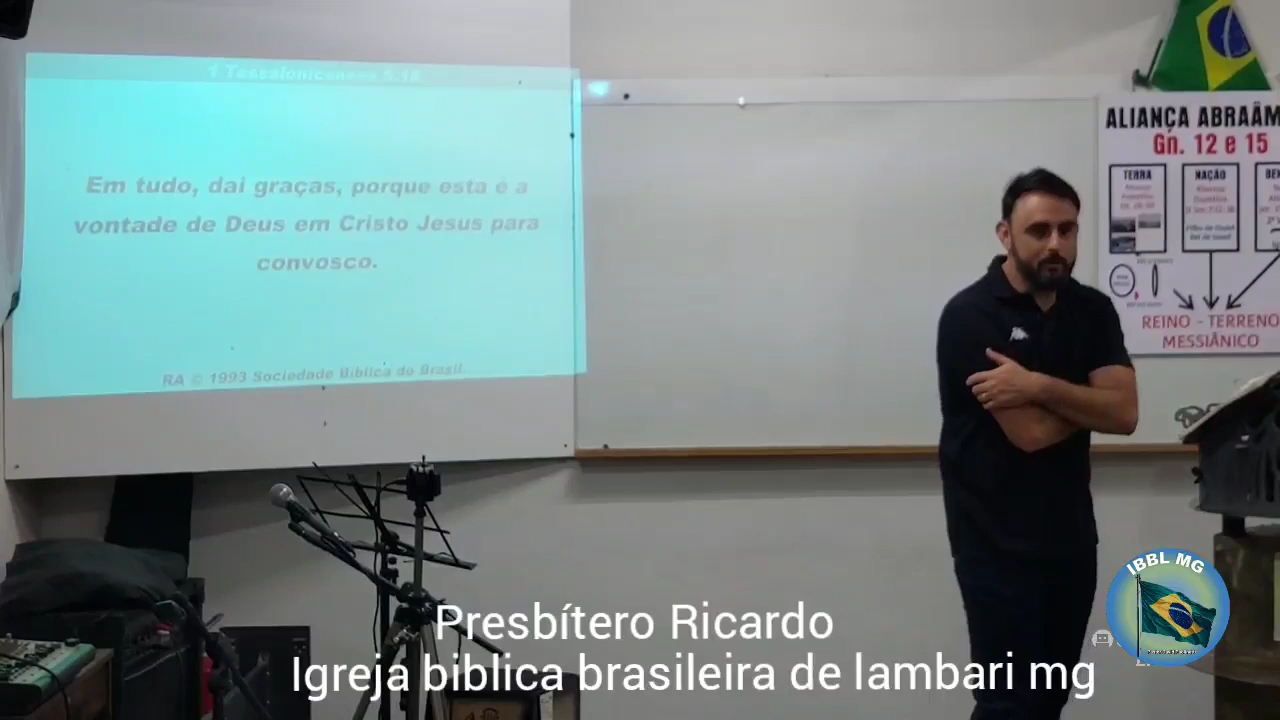 1 Tessalonicenses 5.18
Em tudo, dai graças, porque esta é a
vontade de Deus em Cristo Jesus para
convosco.
RA © 1993 Sociedade Bíblica do Brasil
ALIANÇA ABRAÂM
Gn. 12 e 15
TERRA
NAÇÃO
BEN
REINO - TERRENO
MESSIÂNICO
IBBL MG
Presbítero Ricardo
Igreja biblica brasileira de lambari mg